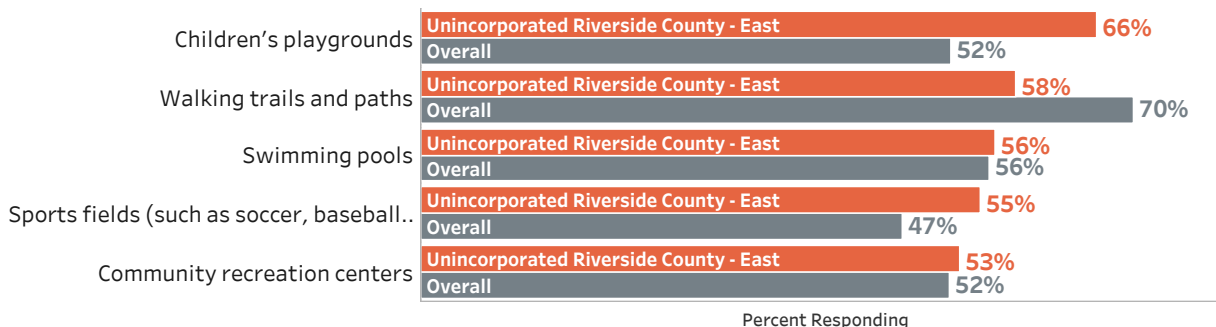 Children's playgrounds
Unincorporated Riverside County - East
66%
Overall
52%
Walking trails and paths
Unincorporated Riverside County - East
58%
Overall
70%
Swimming pools
Unincorporated Riverside County - East
56%
Overall
56%
Sports fields (such as soccer, baseball..
Unincorporated Riverside County - East
55%
Overall
47%
Community recreation centers
Unincorporated Riverside County - East
53%
Overall
52%
Percent Responding